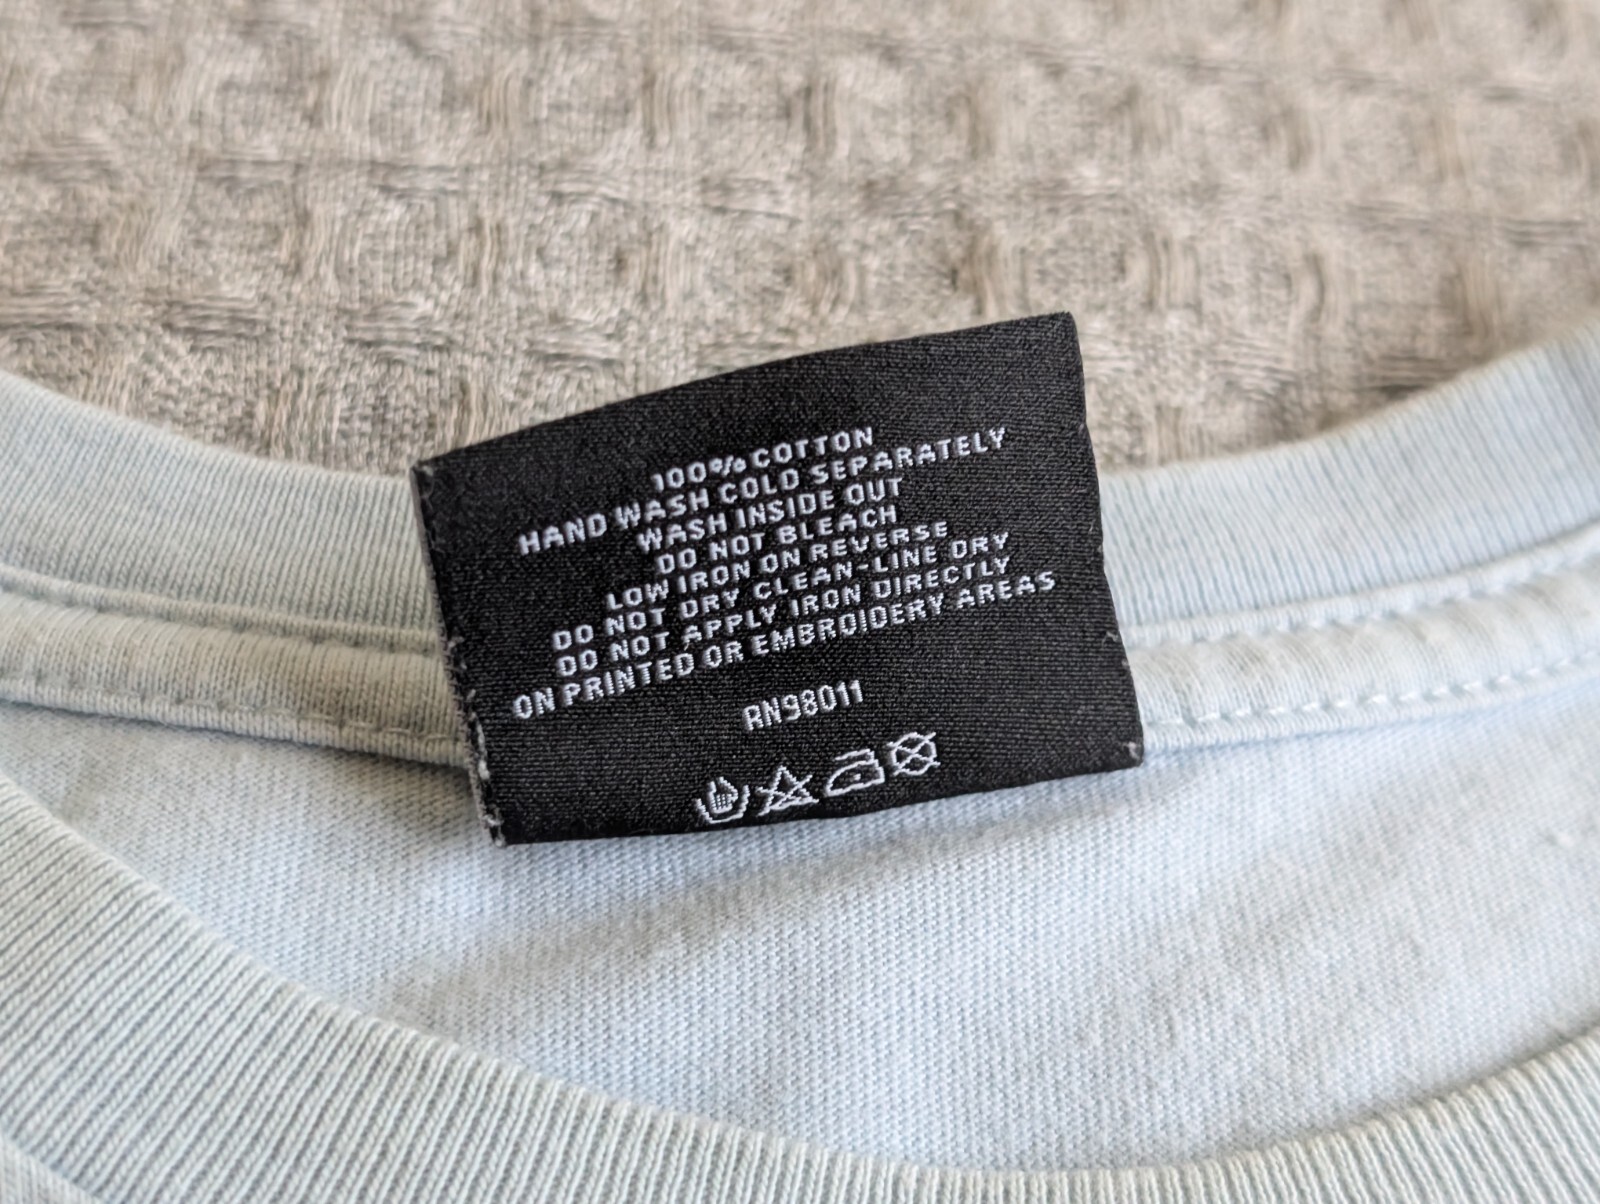 100% COTTON
HAND WASH COLD SEPARATELY
WASH INSIDE OUT
DO NOT BLEACH
LOW IRON ON REVERSE
DO NOT DRY CLEAN-LINE DRY
DO NOT APPLY IRON DIRECTLY
ON PRINTED OR EMBROIDERY AREAS
RN98011